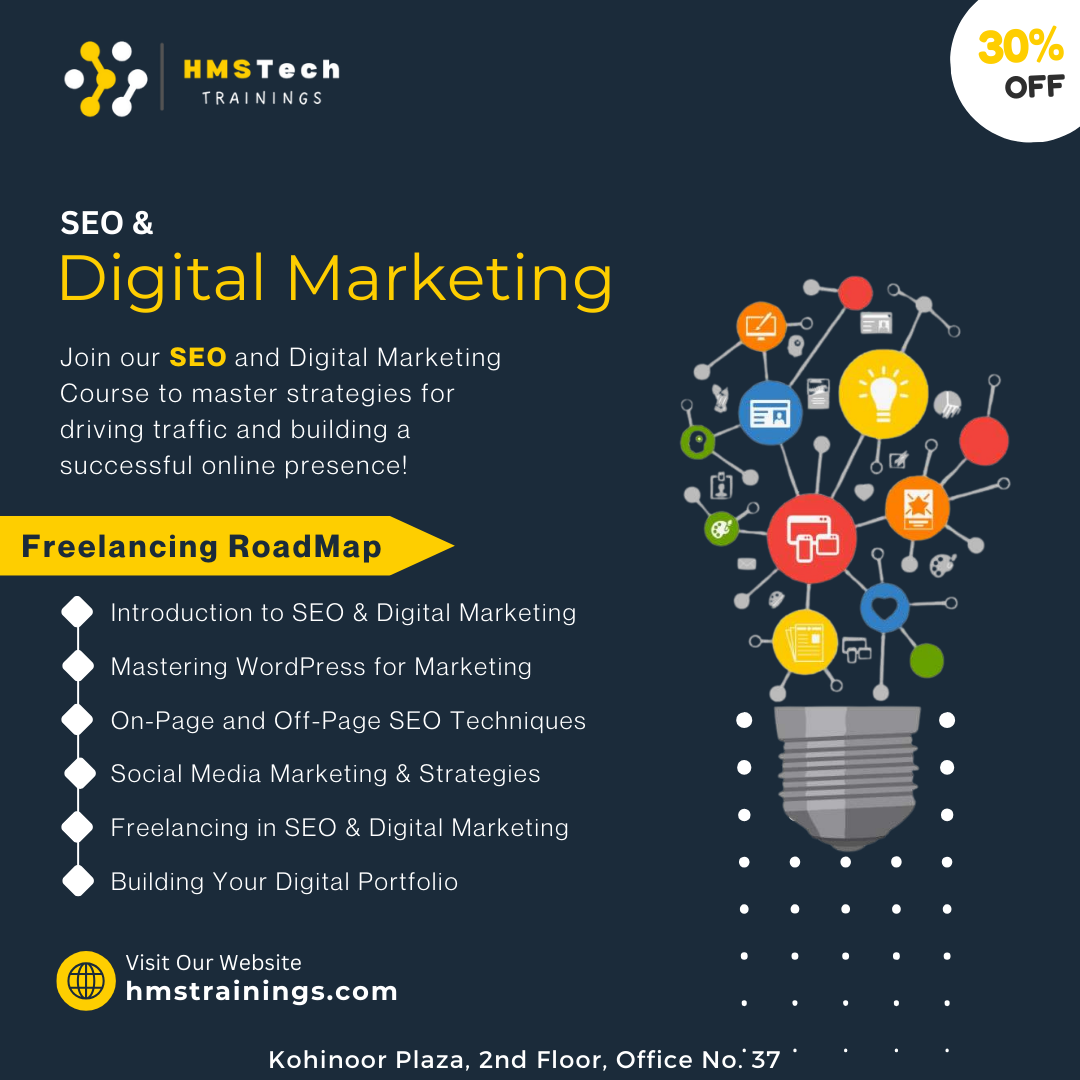 HMSTech
TRAININGS
30%
OFF
SEO &
Digital Marketing
Join our SEO and Digital Marketing
Course to master strategies for
driving traffic and building a
successful online presence!
Freelancing RoadMap
Introduction to SEO & Digital Marketing
Mastering WordPress for Marketing
On-Page and Off-Page SEO Techniques
Social Media Marketing & Strategies
Freelancing in SEO & Digital Marketing
Building Your Digital Portfolio
Visit Our Website
hmstrainings.com
Kohinoor Plaza, 2nd Floor, Office No. 37